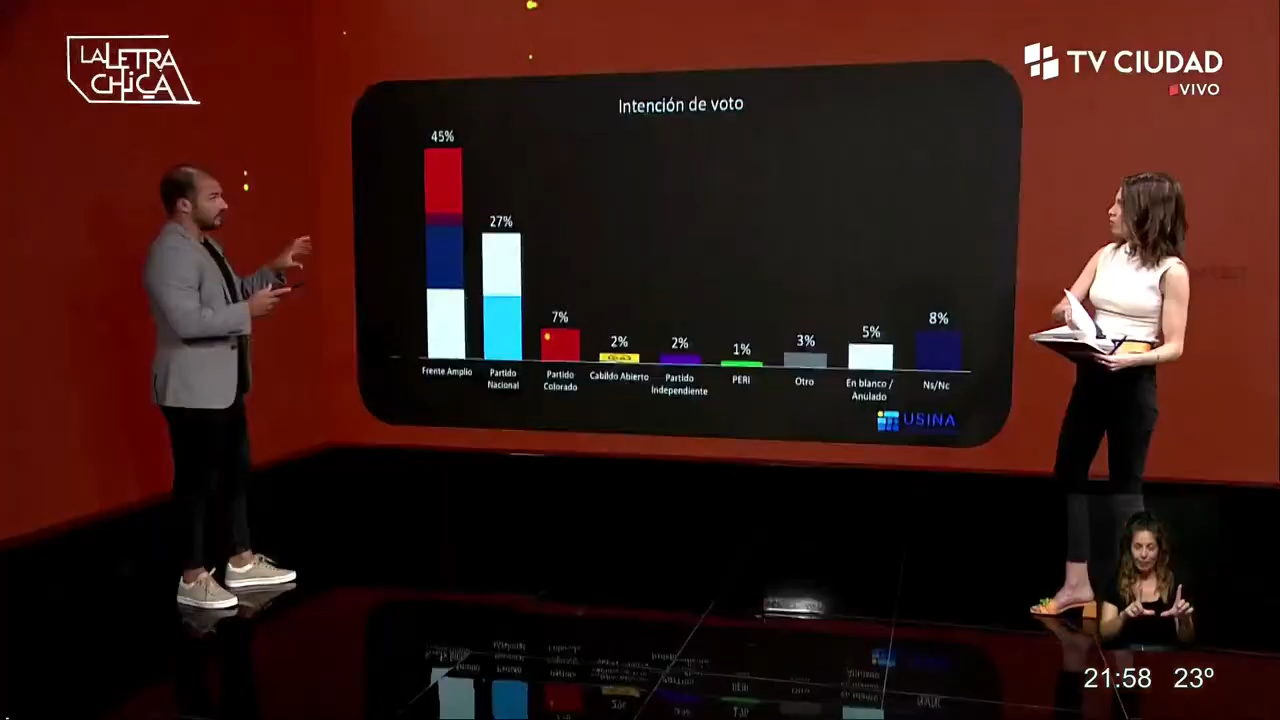 LA LETRA
CHICA
TV CIUDAD
VIVO
Intención de voto
45%
27%
7%
2%
2%
1%
3%
5%
8%
Frente Amplio
Partido
Nacional
Partido
Colorado
Cabildo Abierto
Partido
Independiente
PERI
Otro
En blanco /
Anulado
Ns/Nc
USINA
21:58 23º